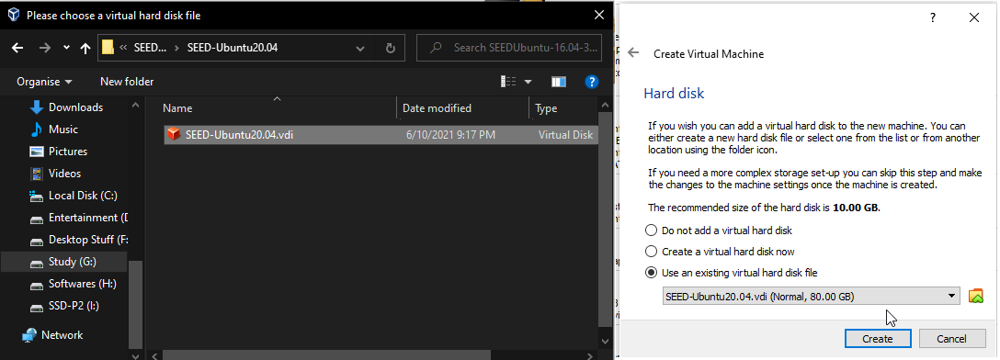 Please choose a virtual hard disk file
SEED... SEED-Ubuntu20.04
Search SEEDUbuntu-16.04-3...
Organise New folder
Name Date modified Type
SEED-Ubuntu20.04.vdi 6/10/2021 9:17 PM Virtual Disk
Downloads
Music
Pictures
Videos
Local Disk (C:)
Entertainment (D
Desktop Stuff (F:
Study (G:)
Softwares (H:)
SSD-P2 (I:)
Network
Create Virtual Machine
Hard disk
If you wish you can add a virtual hard disk to the new machine. You can
either create a new hard disk file or select one from the list or from another
location using the folder icon.
If you need a more complex storage set-up you can skip this step and make
the changes to the machine settings once the machine is created.
The recommended size of the hard disk is 10.00 GB.
Do not add a virtual hard disk
Create a virtual hard disk now
Use an existing virtual hard disk file
SEED-Ubuntu20.04.vdi (Normal, 80.00 GB)
Create Cancel